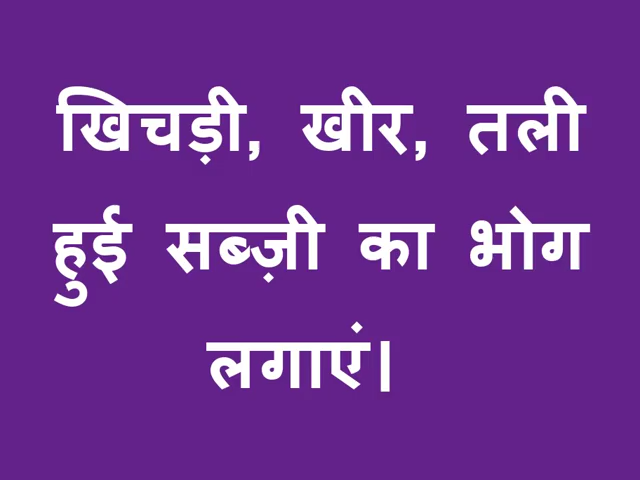 खिचड़ी, खीर, तली
हुई सब्ज़ी का भोग
लगाएं।